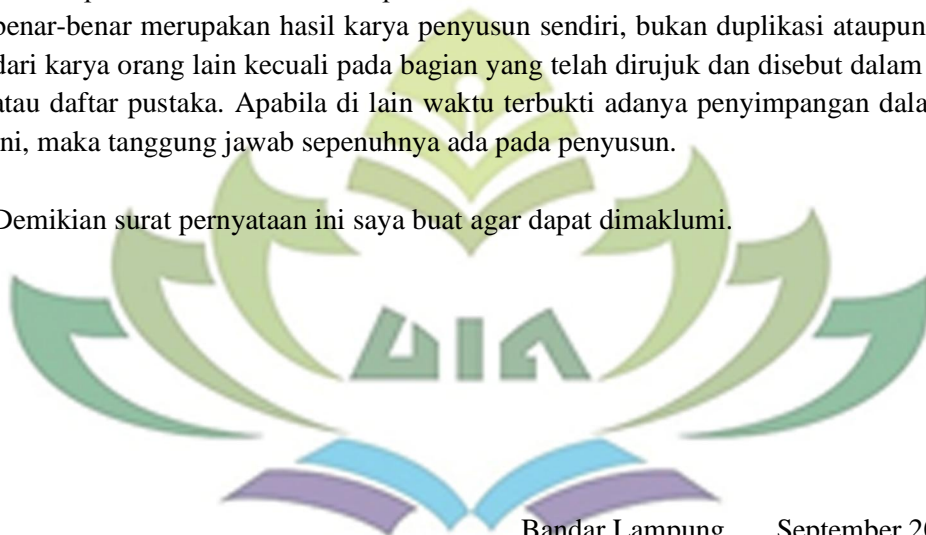 benar-benar merupakan hasil karya penyusun sendiri, bukan duplikasi ataupun
dari karya orang lain kecuali pada bagian yang telah dirujuk dan disebut dalam
atau daftar pustaka. Apabila di lain waktu terbukti adanya penyimpangan dala
ini, maka tanggung jawab sepenuhnya ada pada penyusun.
Demikian surat pernyataan ini saya buat agar dapat dimaklumi.
UIN
Bandar Lampung, September 20